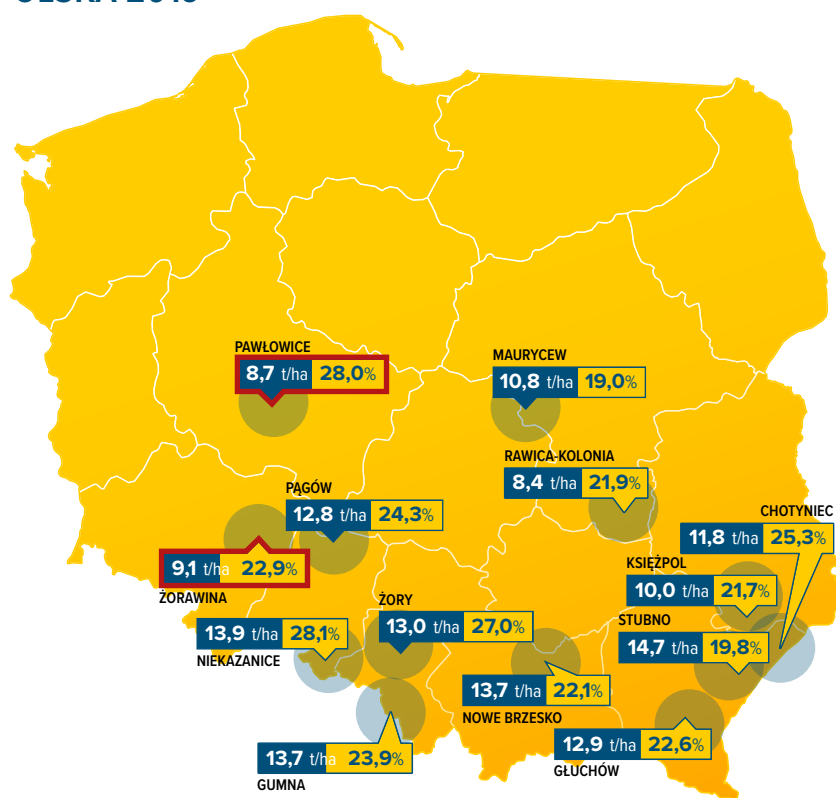 PAWŁOWICE
8,7 t/ha 28,0%
MAURYCEW
10,8 t/ha 19,0%
RAWICA-KOLONIA
8,4 t/ha 21,9%
PĄGÓW
12,8 t/ha 24,3%
CHOTYNIEC
11,8 t/ha 25,3%
9,1 t/ha 22,9%
ŻORAWINA
KSIĘŻPOL
10,0 t/ha 21,7%
ŻORY
13,0 t/ha 27,0%
STUBNO
14,7 t/ha 19,8%
13,9 t/ha 28,1%
NIEKAZANICE
13,7 t/ha 22,1%
NOWE BRZESKO
13,7 t/ha 23,9%
GUMNA
12,9 t/ha 22,6%
GŁUCHÓW